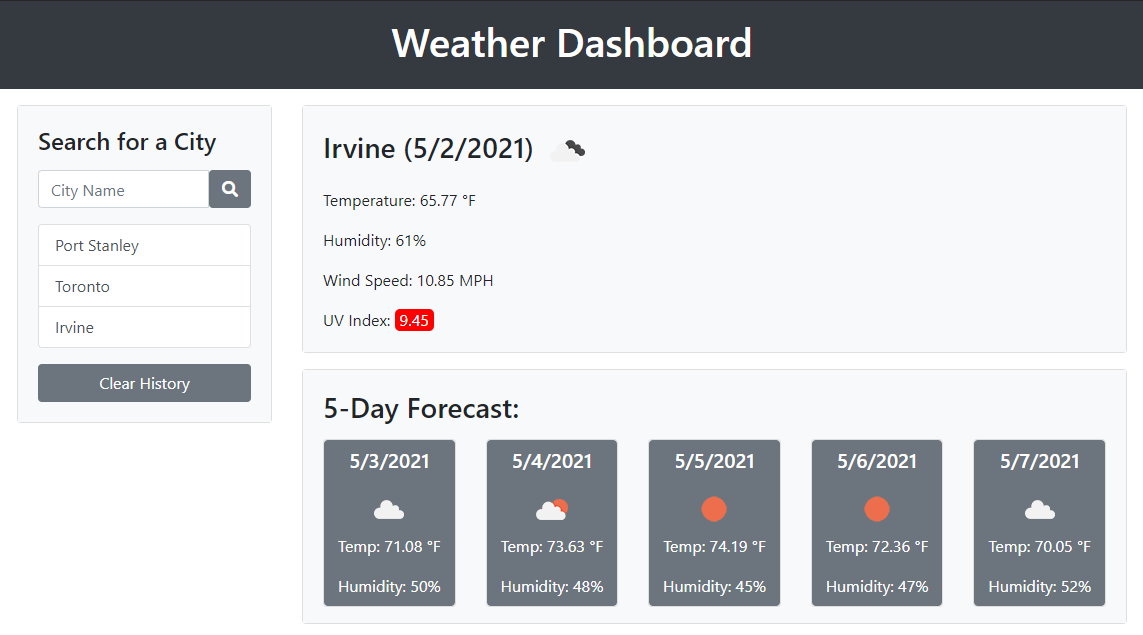 Weather Dashboard
Search for a City
City Name
Port Stanley
Toronto
Irvine
Clear History
Irvine (5/2/2021)
Temperature: 65.77 °F
Humidity: 61%
Wind Speed: 10.85 MPH
UV Index: 9.45
5-Day Forecast:
5/3/2021
Temp: 71.08 °F
Humidity: 50%
5/4/2021
Temp: 73.63 °F
Humidity: 48%
5/5/2021
Temp: 74.19 °F
Humidity: 45%
5/6/2021
Temp: 72.36 °F
Humidity: 47%
5/7/2021
Temp: 70.05 °F
Humidity: 52%